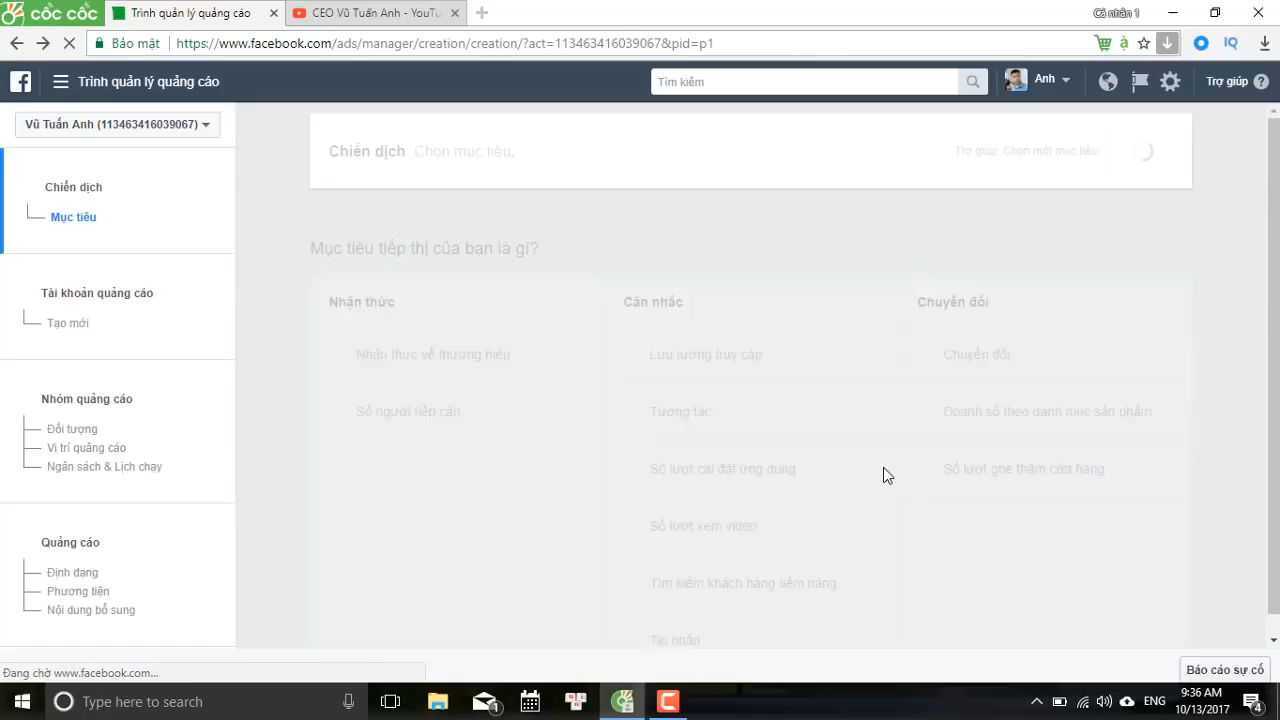 cốc cốc
Trình quản lý quảng cáo
CEO Vũ Tuấn Anh - YouTu
Cá nhân 1
Bảo mật
https://www.facebook.com/ads/manager/creation/creation/?act=113463416039067&pid=p1
Trình quản lý quảng cáo
Tìm kiếm
Anh
Trợ giúp
Vũ Tuấn Anh (113463416039067)
Chiến dịch
Mục tiêu
Tài khoản quảng cáo
Tạo mới
Nhóm quảng cáo
Đối tượng
Vị trí quảng cáo
Ngân sách & Lịch chạy
Quảng cáo
Định dạng
Phương tiện
Nội dung bổ sung
Chiến dịch Chọn mục tiêu.
Trợ giúp: Chọn một mục tiêu
Mục tiêu tiếp thị của bạn là gì?
Nhận thức
Cân nhắc
Chuyển đổi
Nhận thức về thương hiệu
Lưu lượng truy cập
Chuyển đổi
Số người tiếp cận
Tương tác
Doanh số theo danh mục sản phẩm
Số lượt cài đặt ứng dụng
Số lượt ghé thăm cửa hàng
Số lượt xem video
Tìm kiếm khách hàng tiềm năng
Tin nhắn
Đang chờ www.facebook.com...
Báo cáo sự cố
Type here to search
1
ENG
9:36 AM
10/13/2017
4